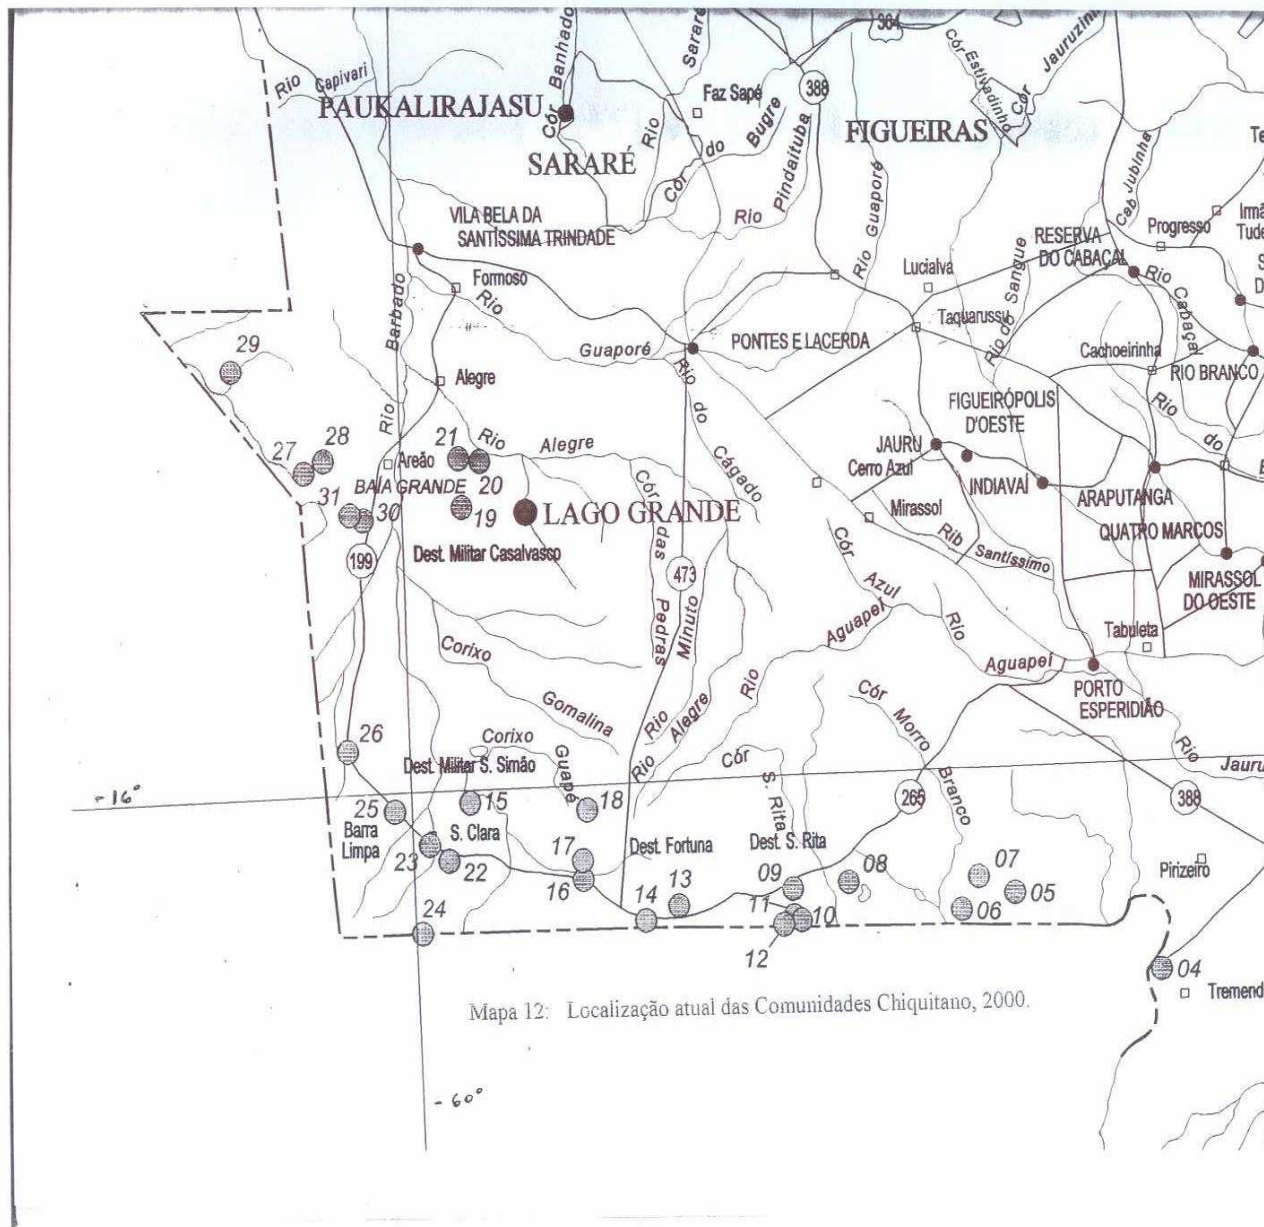 364
Rio Capivari
Cór Banhado
Rio Sararé
Cór Estivadinho
Cór Jauruzinho
Faz Sapé
388
PAUKALIRAJASU
FIGUEIRAS
SARARÉ
Cór do Bugre
Rio Pindaituba
Rio Guaporé
Cab Jubinha
Te
Irmã
Tude
Progresso
VILA BELA DA
SANTISSIMA TRINDADE
RESERVA
DO CABAÇAL
S
D
Formoso
Lucialva
Rio do Sangue
Rio Cabaçal
Rio Barbado
Rio Guaporé
PONTES E LACERDA
Taquarussu
Cachoeirinha
RIO BRANCO
29
Alegre
Rio do Cágado
FIGUEIRÓPOLIS
D'OESTE
Rio do
28
27
21
Rio Alegre
Areão
JAURU
Cerro Azul
20
BAÍA GRANDE
INDIAVAÍ
ARAPUTANGA
31
30
19
LAGO GRANDE
Cór das Pedras
Mirassol
Rib Santíssimo
QUATRO MARCOS
Dest. Militar Casalvasco
199
473
Cór Azul
MIRASSOL
DO OESTE
Rio Minuto
Rio Aguapeí
Rio Aguapeí
Tabuleta
Corixo Gomalina
Cór Morro Branco
PORTO
ESPERIDIÃO
Rio Alegre
Rio Jauru
26
Corixo Guapé
Cór S. Rita
Dest. Militar S. Simão
-16°
25
15
18
265
388
Barra
Limpa
S. Clara
Dest. Fortuna
Dest. S. Rita
23
22
17
16
Pirizeiro
13
14
09
08
07
05
06
11
10
12
24
04
Tremend
Mapa 12: Localização atual das Comunidades Chiquitano, 2000.
-60°